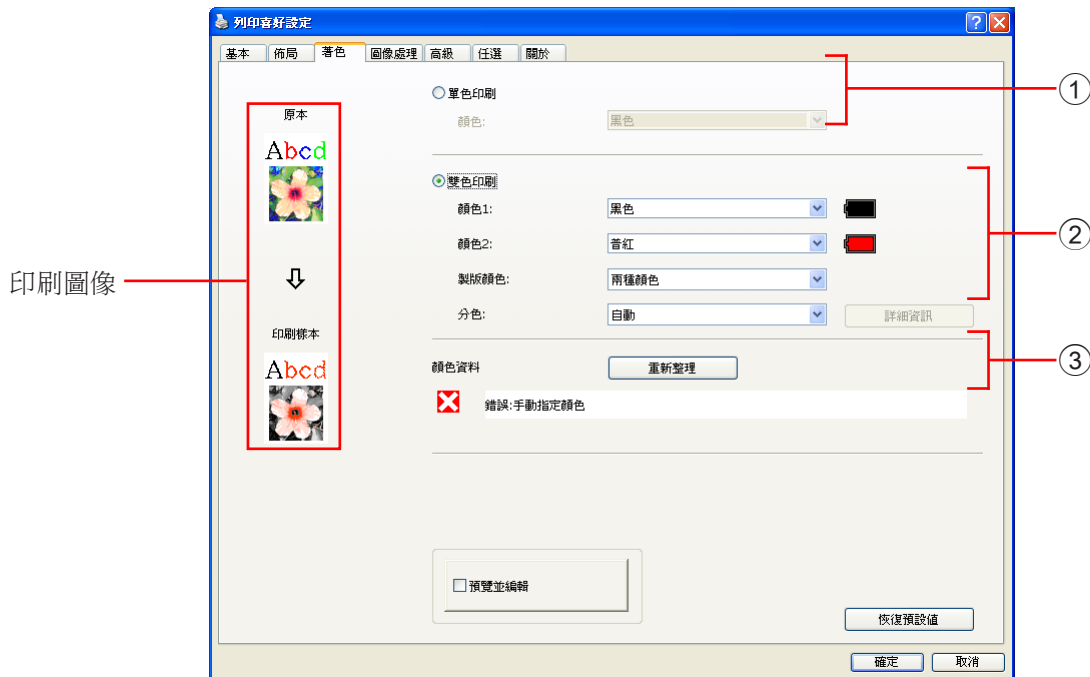 列印喜好設定
基本 佈局 著色 圖像處理 高級 任選 關於
單色印刷
①
顏色: 黑色
原本
Abcd
雙色印刷
顏色1: 黑色
②
顏色2: 普紅
印刷圖像
製版顏色: 兩種顏色
分色: 自動 詳細資訊
印刷樣本
Abcd
③
顏色資料 重新整理
錯誤:手動指定顏色
預覽並編輯
恢復預設值
確定 取消